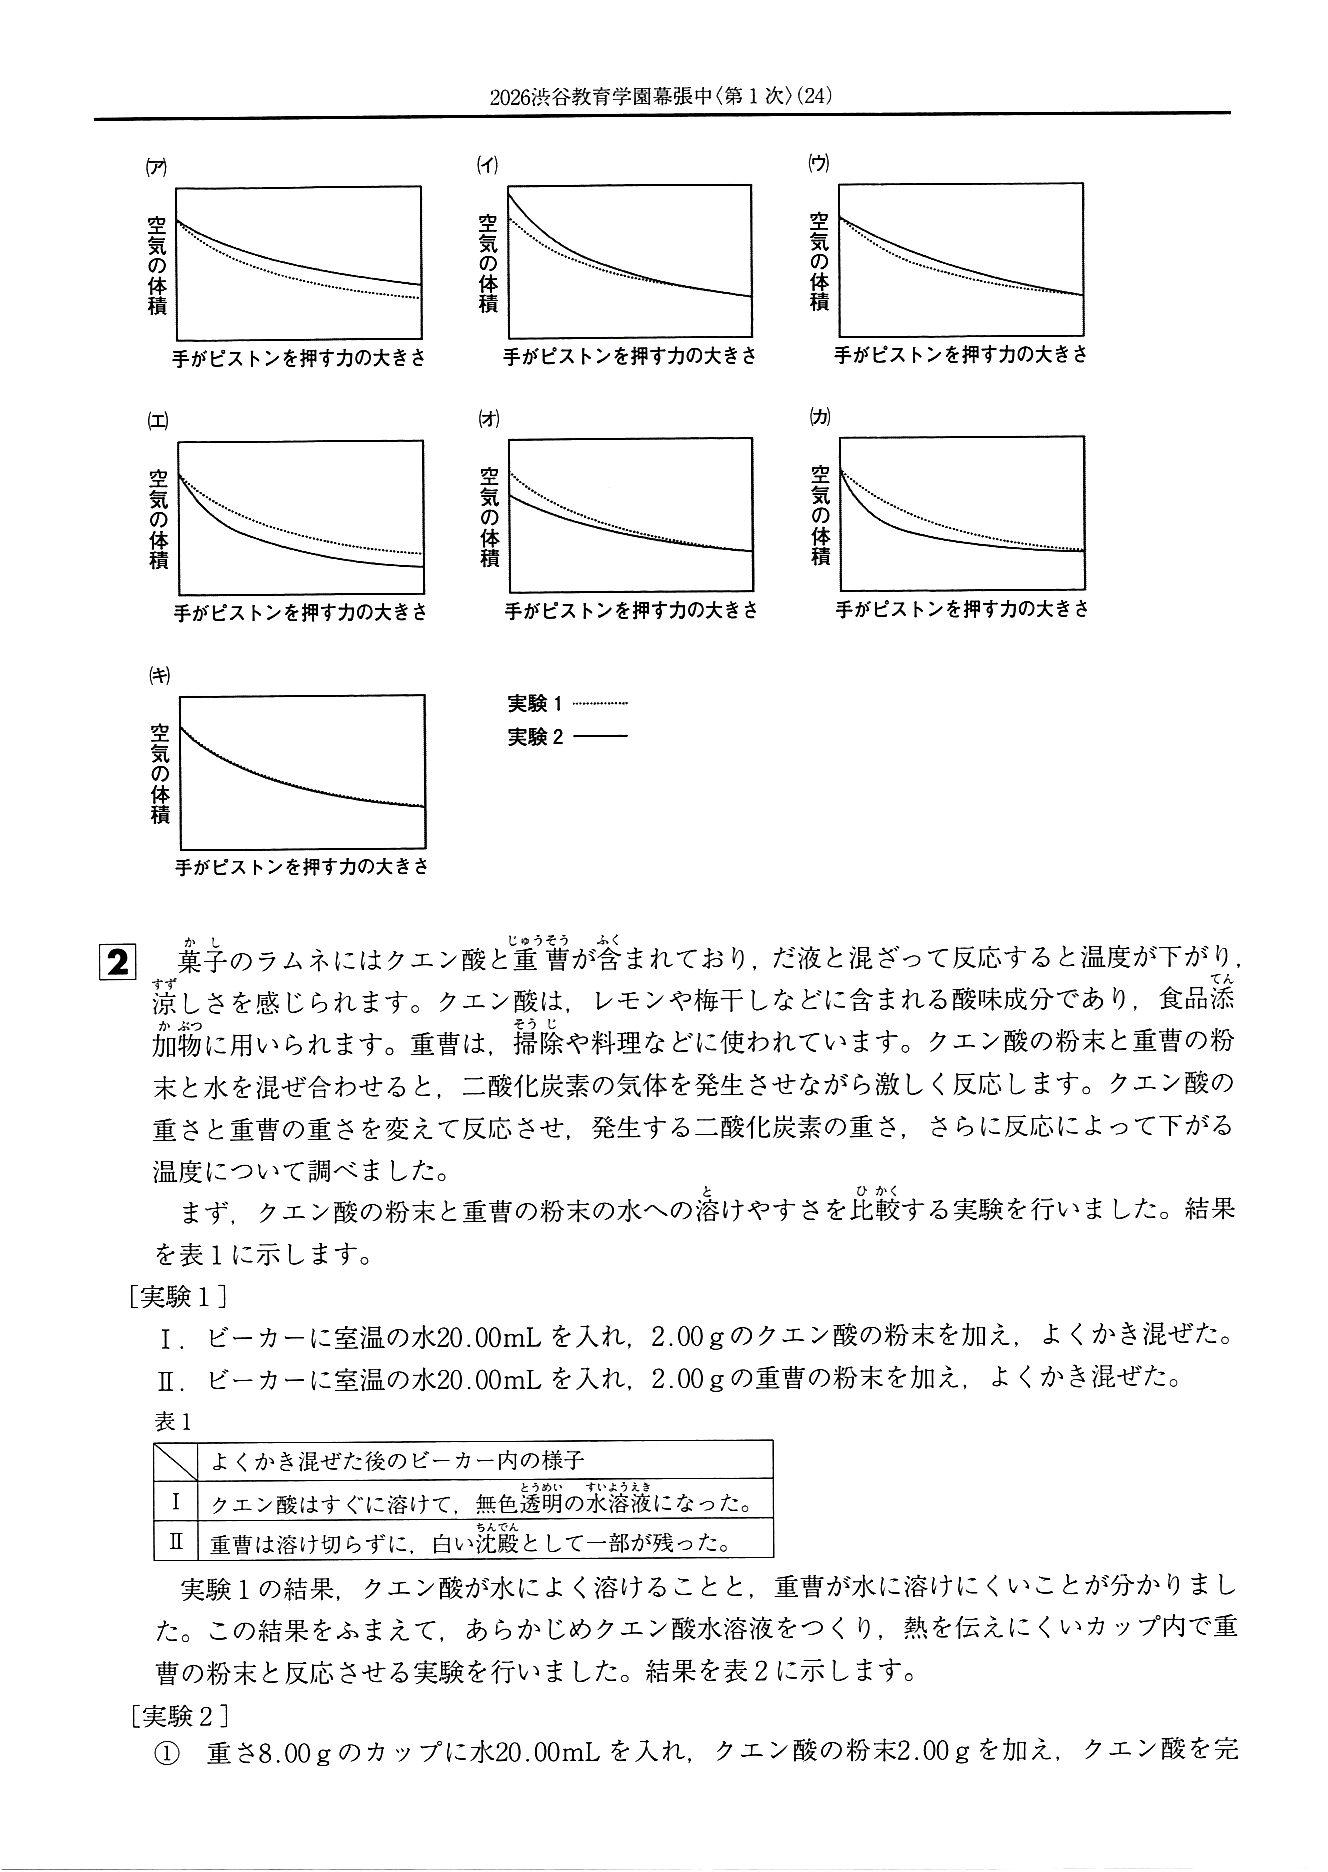 2026渋谷教育学園幕張中〈第1次〉(24)
(ア)
空気の体積
手がピストンを押す力の大きさ
(イ)
空気の体積
手がピストンを押す力の大きさ
(ウ)
空気の体積
手がピストンを押す力の大きさ
(エ)
空気の体積
手がピストンを押す力の大きさ
(オ)
空気の体積
手がピストンを押す力の大きさ
(カ)
空気の体積
手がピストンを押す力の大きさ
(キ)
空気の体積
手がピストンを押す力の大きさ
実験1
実験2
2 菓子のラムネにはクエン酸と重曹が含まれており，だ液と混ざって反応すると温度が下がり，
涼しさを感じられます。クエン酸は，レモンや梅干しなどに含まれる酸味成分であり，食品添
加物に用いられます。重曹は，掃除や料理などに使われています。クエン酸の粉末と重曹の粉
末と水を混ぜ合わせると，二酸化炭素の気体を発生させながら激しく反応します。クエン酸の
重さと重曹の重さを変えて反応させ，発生する二酸化炭素の重さ，さらに反応によって下がる
温度について調べました。
まず，クエン酸の粉末と重曹の粉末の水への溶けやすさを比較する実験を行いました。結果
を表1に示します。
［実験1］
Ⅰ．ビーカーに室温の水20.00mLを入れ，2.00gのクエン酸の粉末を加え，よくかき混ぜた。
Ⅱ．ビーカーに室温の水20.00mLを入れ，2.00gの重曹の粉末を加え，よくかき混ぜた。
表1
よくかき混ぜた後のビーカー内の様子
Ⅰ クエン酸はすぐに溶けて，無色透明の水溶液になった。
Ⅱ 重曹は溶け切らずに，白い沈殿として一部が残った。
実験1の結果，クエン酸が水によく溶けることと，重曹が水に溶けにくいことが分かりまし
た。この結果をふまえて，あらかじめクエン酸水溶液をつくり，熱を伝えにくいカップ内で重
曹の粉末と反応させる実験を行いました。結果を表2に示します。
［実験2］
① 重さ8.00gのカップに水20.00mLを入れ，クエン酸の粉末2.00gを加え，クエン酸を完